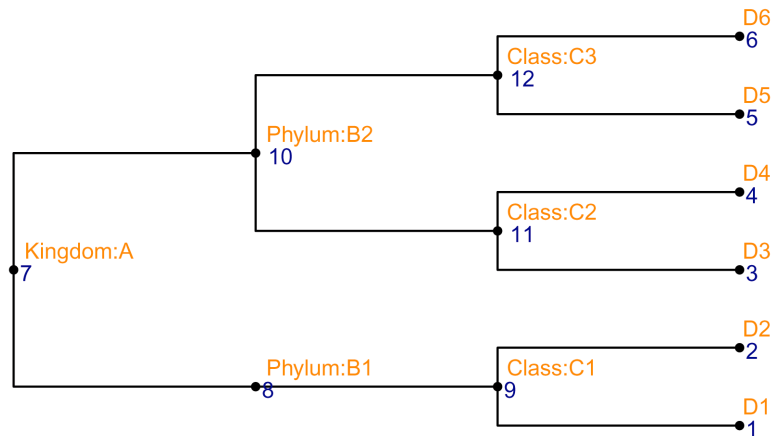 D6
6
Class:C3
12
D5
5
Phylum:B2
10
D4
4
Class:C2
11
D3
3
Kingdom:A
7
D2
2
Phylum:B1
8
Class:C1
9
D1
1